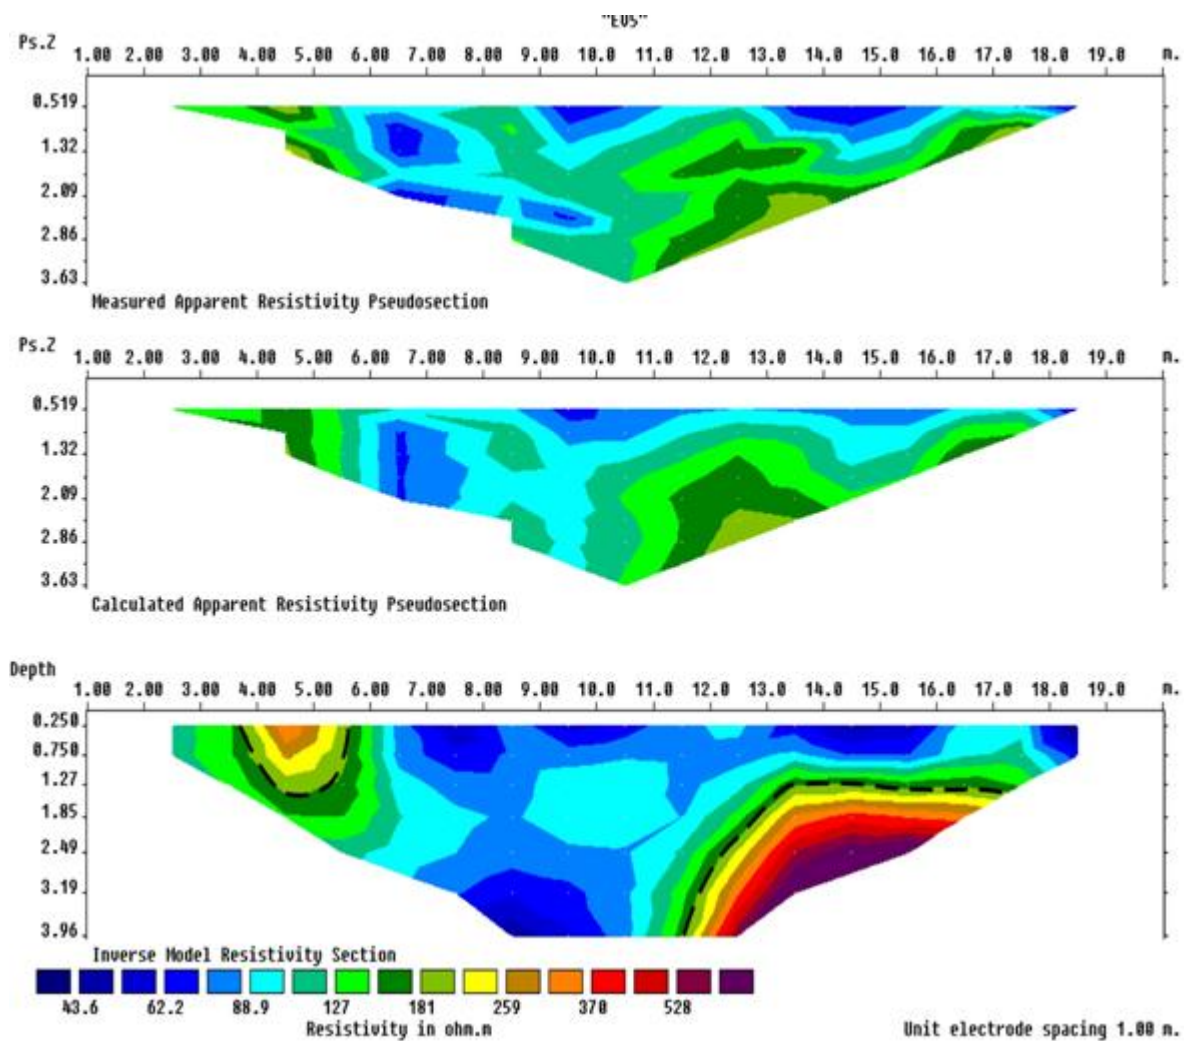 "E05"
Ps.Z 1.00 2.00 3.00 4.00 5.00 6.00 7.00 8.00 9.00 10.0 11.0 12.0 13.0 14.0 15.0 16.0 17.0 18.0 19.0 m.
0.519
1.32
2.09
2.86
3.63
Measured Apparent Resistivity Pseudosection
Ps.Z 1.00 2.00 3.00 4.00 5.00 6.00 7.00 8.00 9.00 10.0 11.0 12.0 13.0 14.0 15.0 16.0 17.0 18.0 19.0 m.
0.519
1.32
2.09
2.86
3.63
Calculated Apparent Resistivity Pseudosection
Depth 1.00 2.00 3.00 4.00 5.00 6.00 7.00 8.00 9.00 10.0 11.0 12.0 13.0 14.0 15.0 16.0 17.0 18.0 19.0 m.
0.250
0.750
1.27
1.85
2.49
3.19
3.96
Inverse Model Resistivity Section
43.6 62.2 88.9 127 181 259 370 528
Resistivity in ohm.m
Unit electrode spacing 1.00 m.